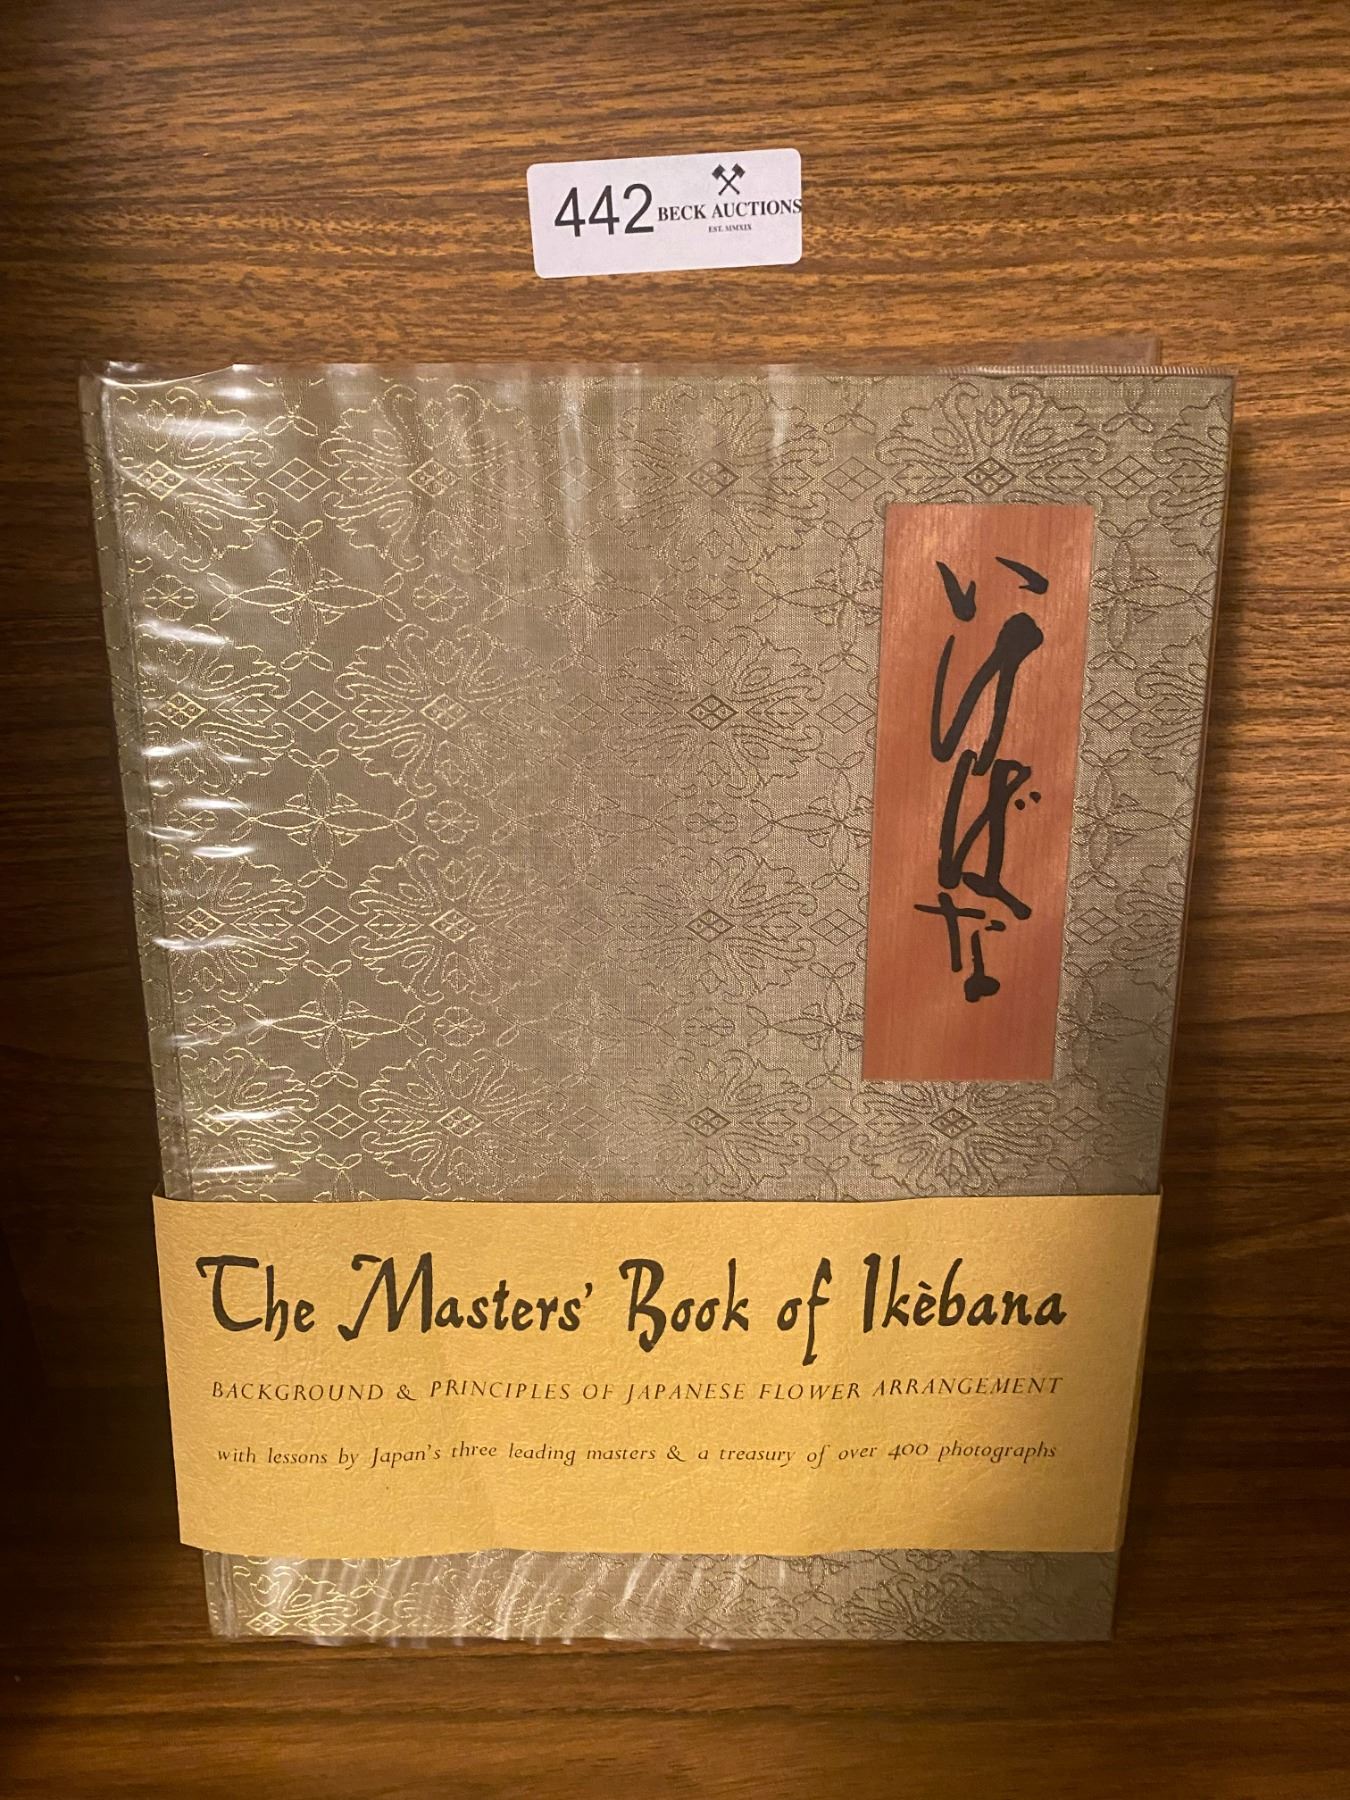 442
BECK AUCTIONS
EST. MMXIX
いけばな
The Masters' Book of Ikèbana
BACKGROUND & PRINCIPLES OF JAPANESE FLOWER ARRANGEMENT
with lessons by Japan's three leading masters & a treasury of over 400 photographs